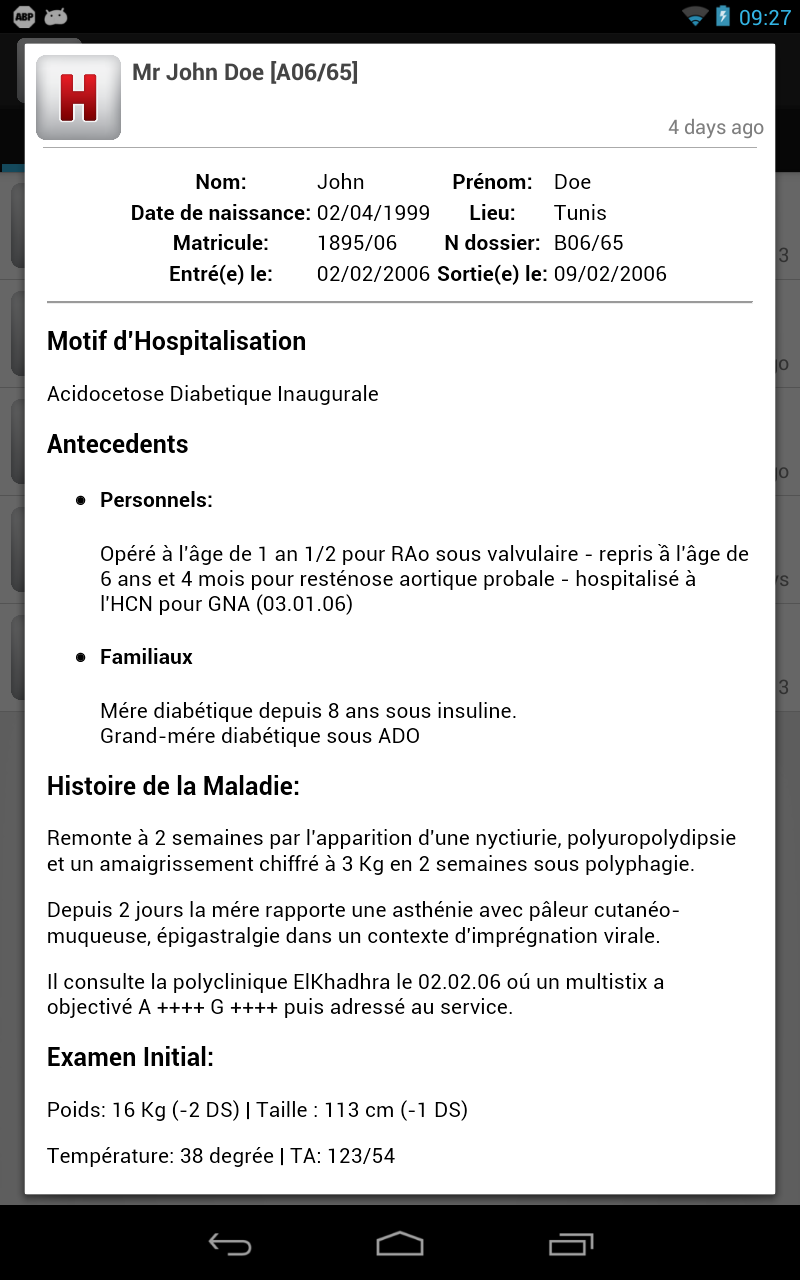 ABP
09:27
H
Mr John Doe [A06/65]
4 days ago
Nom: John Prénom: Doe
Date de naissance: 02/04/1999 Lieu: Tunis
Matricule: 1895/06 N dossier: B06/65
Entré(e) le: 02/02/2006 Sortie(e) le: 09/02/2006
Motif d'Hospitalisation
Acidocetose Diabetique Inaugurale
Antecedents
Personnels:
Opéré à l'âge de 1 an 1/2 pour RAo sous valvulaire - repris ầ l'âge de
6 ans et 4 mois pour resténose aortique probale - hospitalisé à
l'HCN pour GNA (03.01.06)
Familiaux
Mére diabétique depuis 8 ans sous insuline.
Grand-mére diabétique sous ADO
Histoire de la Maladie:
Remonte à 2 semaines par l'apparition d'une nyctiurie, polyuropolydipsie
et un amaigrissement chiffré à 3 Kg en 2 semaines sous polyphagie.
Depuis 2 jours la mére rapporte une asthénie avec pâleur cutanéo-
muqueuse, épigastralgie dans un contexte d'imprégnation virale.
Il consulte la polyclinique ElKhadhra le 02.02.06 oú un multistix a
objectivé A ++++ G ++++ puis adressé au service.
Examen Initial:
Poids: 16 Kg (-2 DS) | Taille : 113 cm (-1 DS)
Température: 38 degrée | TA: 123/54